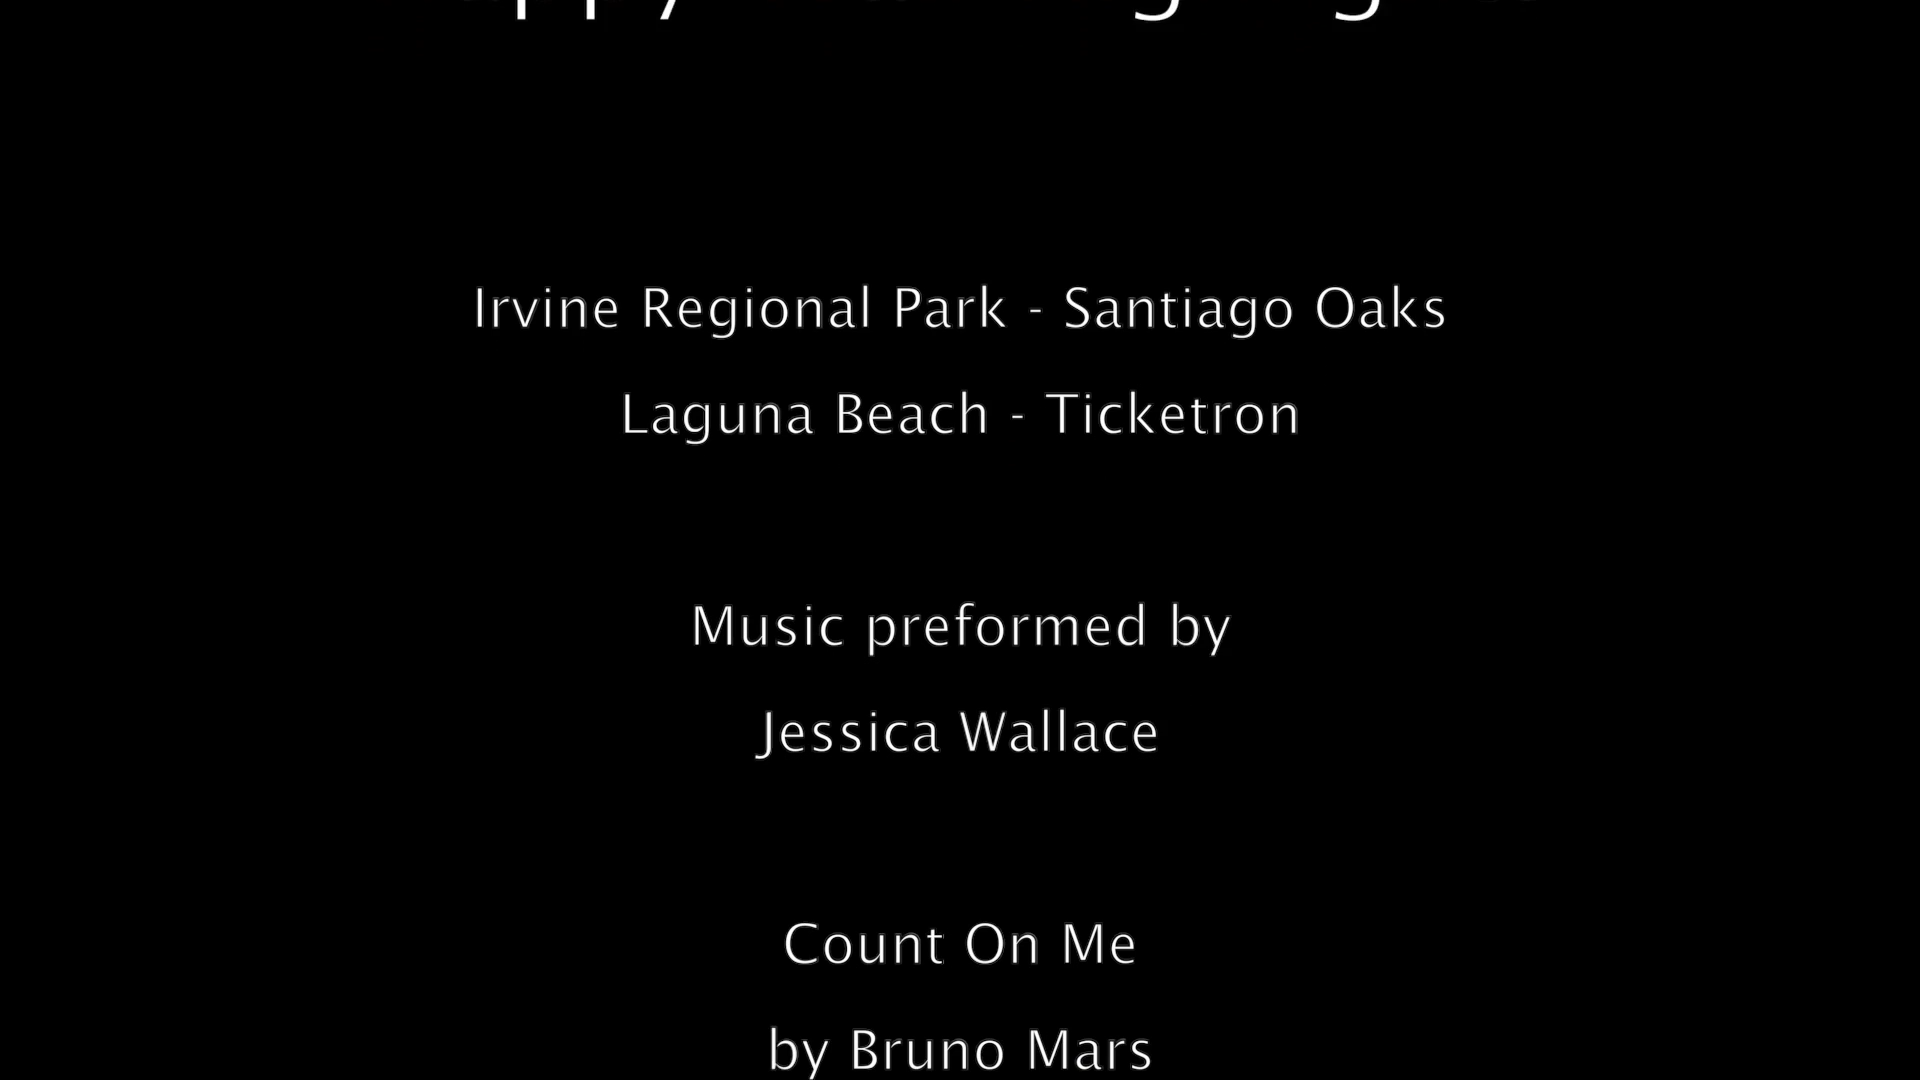 Irvine Regional Park - Santiago Oaks
Laguna Beach - Ticketron
Music preformed by
Jessica Wallace
Count On Me
by Bruno Mars